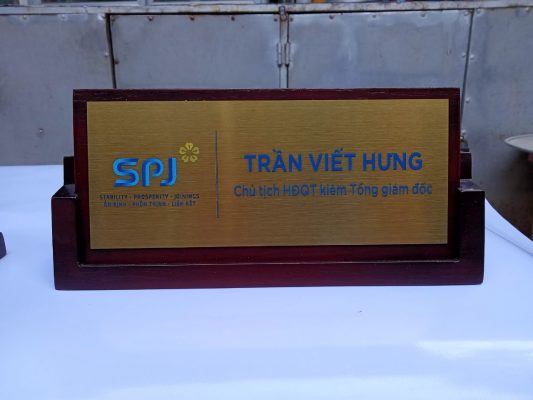 SPJ
STABILITY - PROSPERITY - JOININGS
AN BÌNH - PHỒN THỊNH - LIÊN KẾT
TRẦN VIẾT HƯNG
Chủ tịch HĐQT kiêm Tổng giám đốc